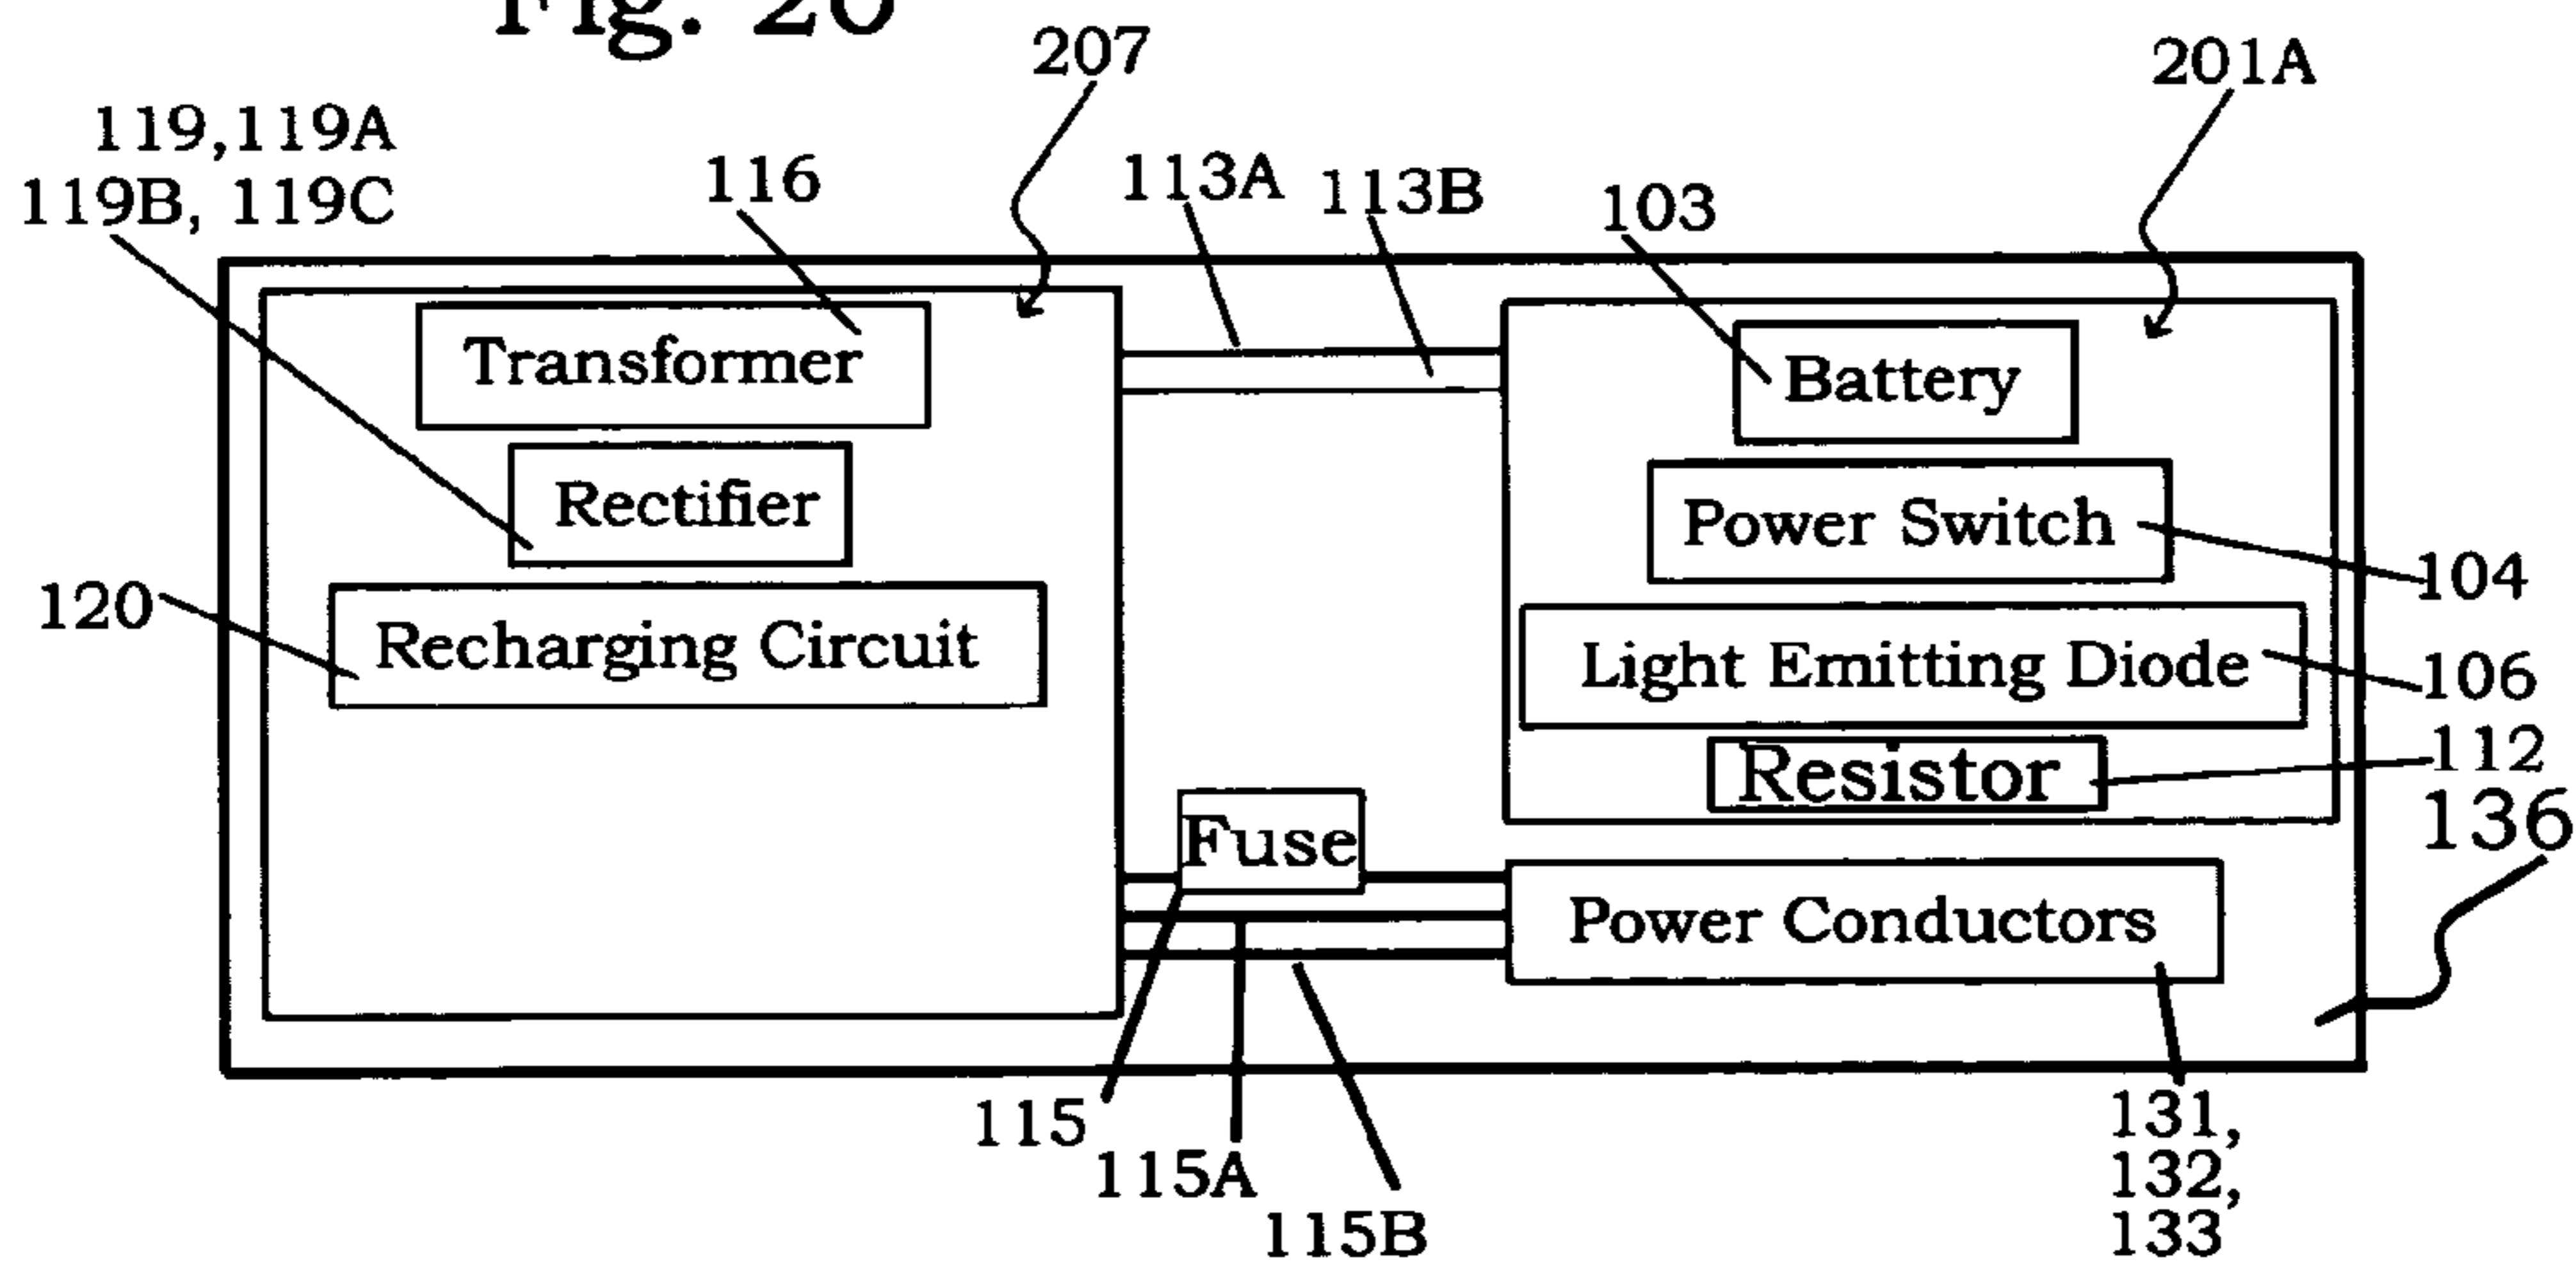 Fig. 20
207
201A
119,119A
119B, 119C
116
113A
113B
103
Transformer
Battery
Rectifier
Power Switch
104
120
Recharging Circuit
Light Emitting Diode
106
Resistor
112
136
Fuse
Power Conductors
115
115A
115B
131,
132,
133